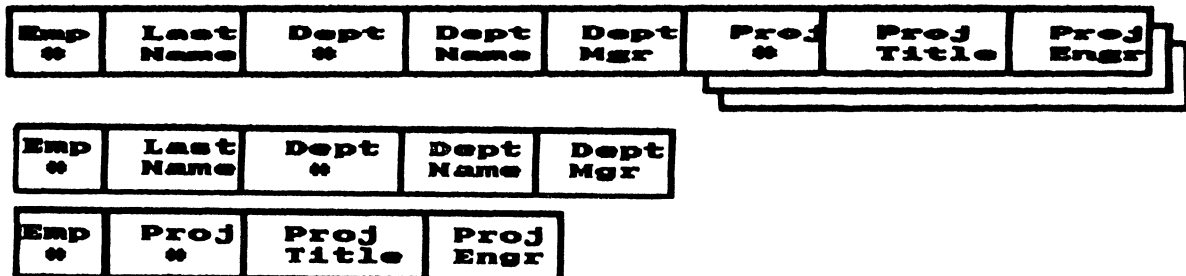 Emp Last Dept Dept Dept Proj Proj Proj
# Name # Name Mgr # Title Engr
Emp Last Dept Dept Dept
# Name # Name Mgr
Emp Proj Proj Proj
# # Title Engr